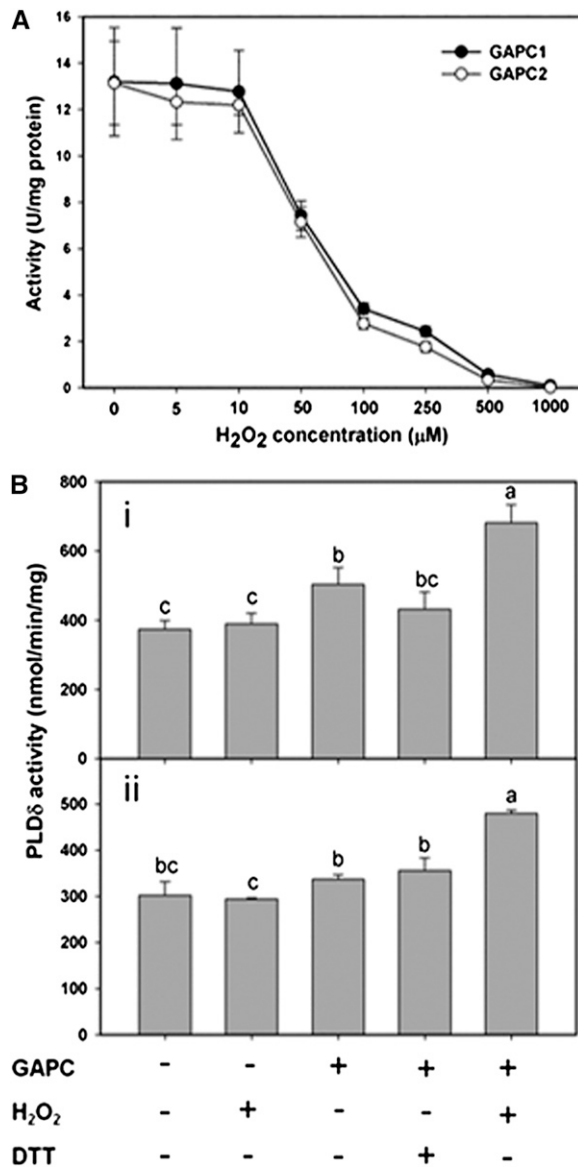 A
16
14
12
10
8
6
4
2
0
Activity (U/mg protein)
GAPC1
GAPC2
0 5 10 50 100 250 500 1000
H₂O₂ concentration (μM)
B
800
600
400
200
0
i
c c b bc a
PLDδ activity (nmol/min/mg)
500
400
300
200
100
0
ii
bc c b b a
GAPC - - + + +
H₂O₂ - + - - +
DTT - - - + -